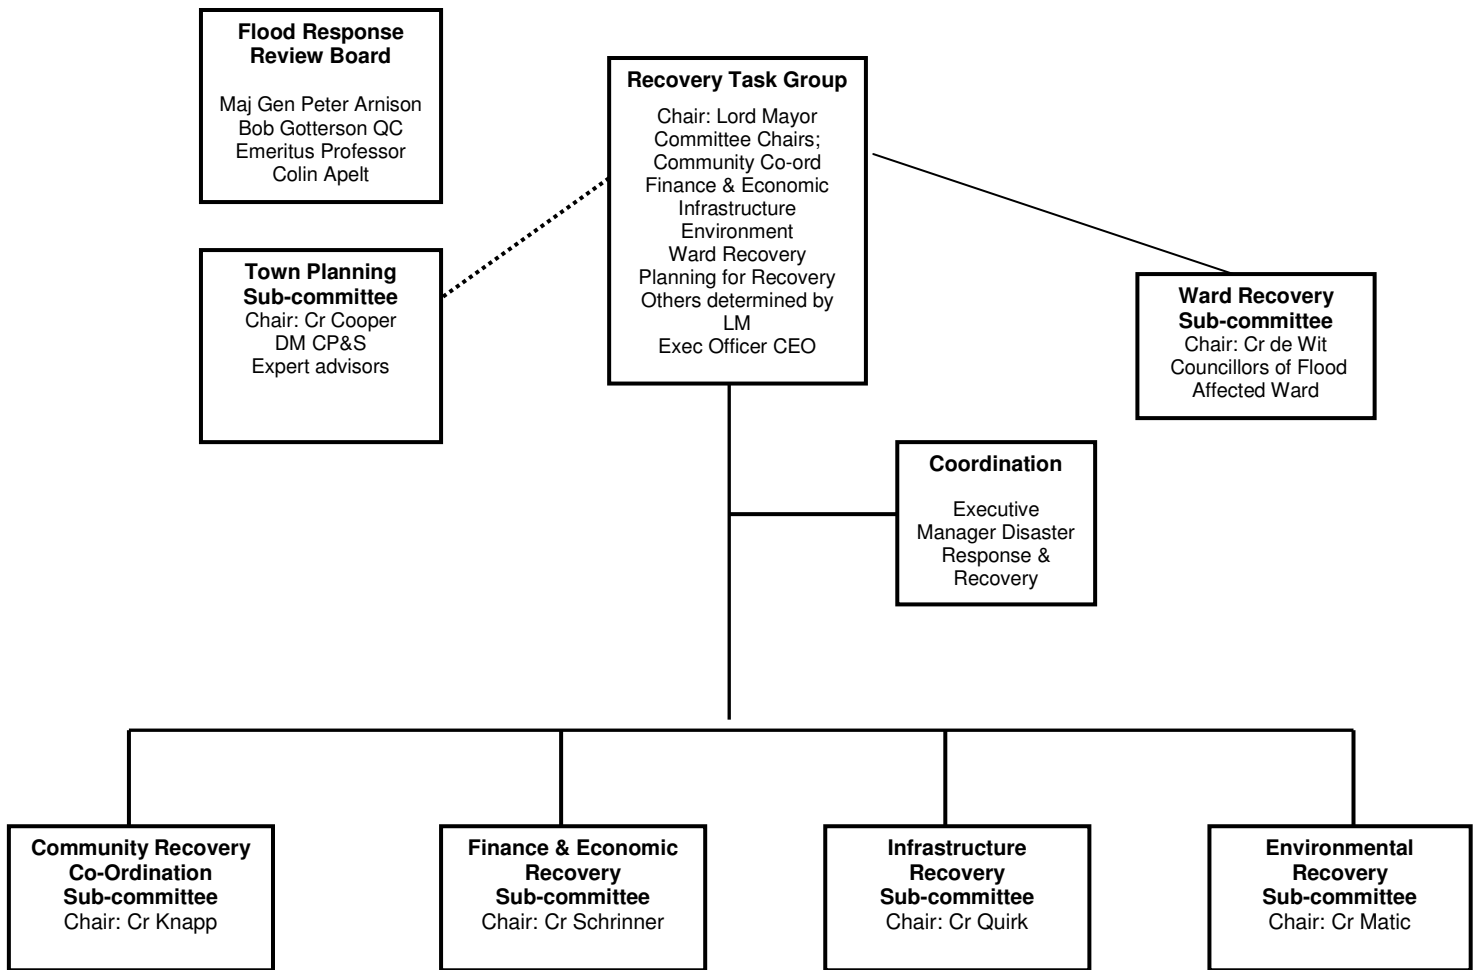 Flood Response
Review Board
Maj Gen Peter Arnison
Bob Gotterson QC
Emeritus Professor
Colin Apelt
Recovery Task Group
Chair: Lord Mayor
Committee Chairs;
Community Co-ord
Finance & Economic
Infrastructure
Environment
Ward Recovery
Planning for Recovery
Others determined by
LM
Exec Officer CEO
Town Planning
Sub-committee
Chair: Cr Cooper
DM CP&S
Expert advisors
Ward Recovery
Sub-committee
Chair: Cr de Wit
Councillors of Flood
Affected Ward
Coordination
Executive
Manager Disaster
Response &
Recovery
Community Recovery
Co-Ordination
Sub-committee
Chair: Cr Knapp
Finance & Economic
Recovery
Sub-committee
Chair: Cr Schrinner
Infrastructure
Recovery
Sub-committee
Chair: Cr Quirk
Environmental
Recovery
Sub-committee
Chair: Cr Matic